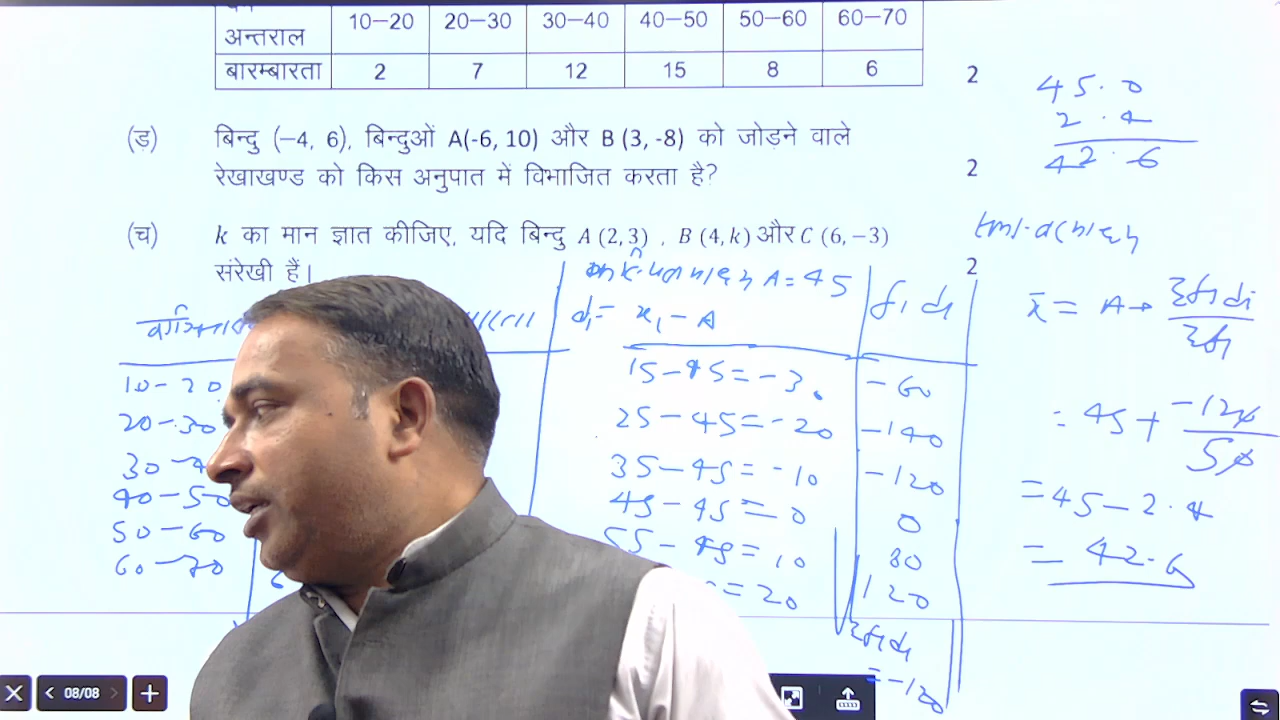 अन्तराल 10–20 20–30 30–40 40–50 50–60 60–70
बारम्बारता 2 7 12 15 8 6
2
45.0
2.4
42.6
(ड) बिन्दु (–4, 6), बिन्दुओं A(-6, 10) और B (3, -8) को जोड़ने वाले
रेखाखण्ड को किस अनुपात में विभाजित करता है?
2
(च) k का मान ज्ञात कीजिए, यदि बिन्दु A (2, 3) , B (4, k) और C (6, –3)
संरेखी हैं।
2
A = 45
di = xi – A
fi di
10–20 15–45=–30 –60
20–30 25–45=–20 –140
30– 35–45=–10 –120
40–50 45–45=0 0
50–60 55–45=10 80
60–70 =20 120
Σfidi
=–120
x̄ = A + Σfidi / Σfi
= 45 + –120 / 50
= 45 – 2.4
= 42.6
08/08